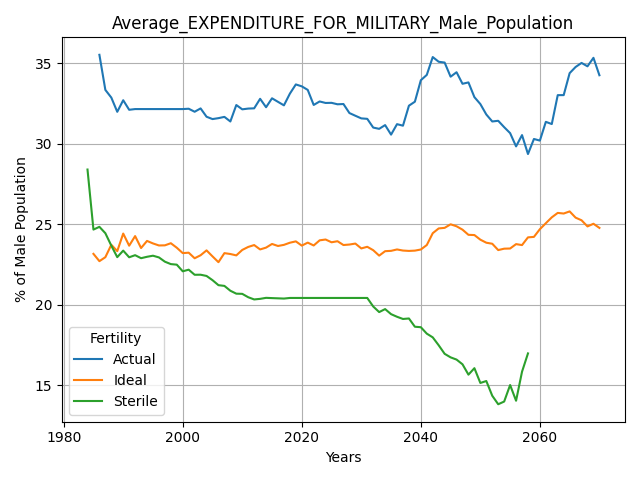 Average_EXPENDITURE_FOR_MILITARY_Male_Population
% of Male Population
35
30
25
20
15
Fertility
Actual
Ideal
Sterile
1980
2000
2020
2040
2060
Years